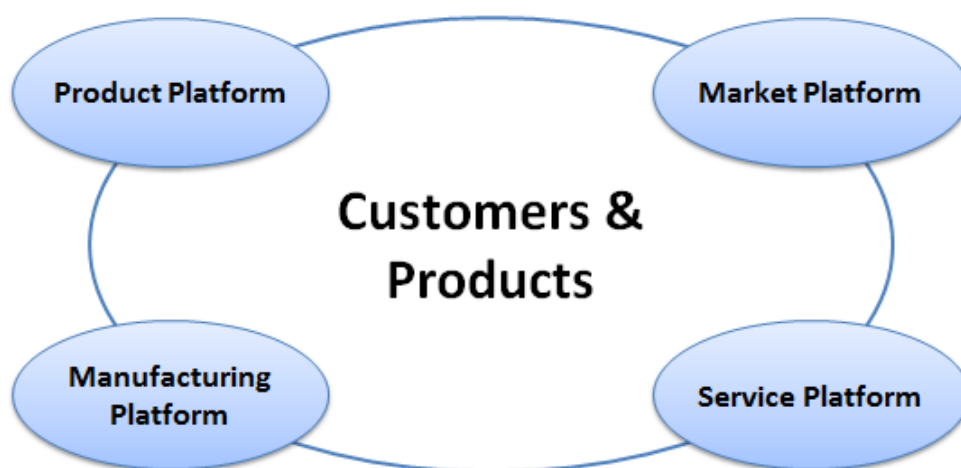 Product Platform
Market Platform
Customers &
Products
Manufacturing
Platform
Service Platform